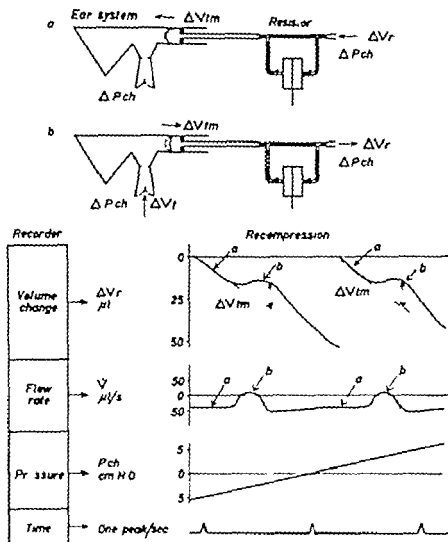 Ear system ΔVtm Resistor
a
ΔVr
ΔPch
ΔPch
ΔVtm
b
ΔVr
ΔPch
ΔPch ΔVt
Recorder Recompression
a a
0
b b
Volume change ΔVr μl 25
ΔVtm ΔVtm
50
Flow rate V̇ μl/s
50 a b a b
0
50
Pr ssure Pch cm H O
5
0
5
Time One peak/sec